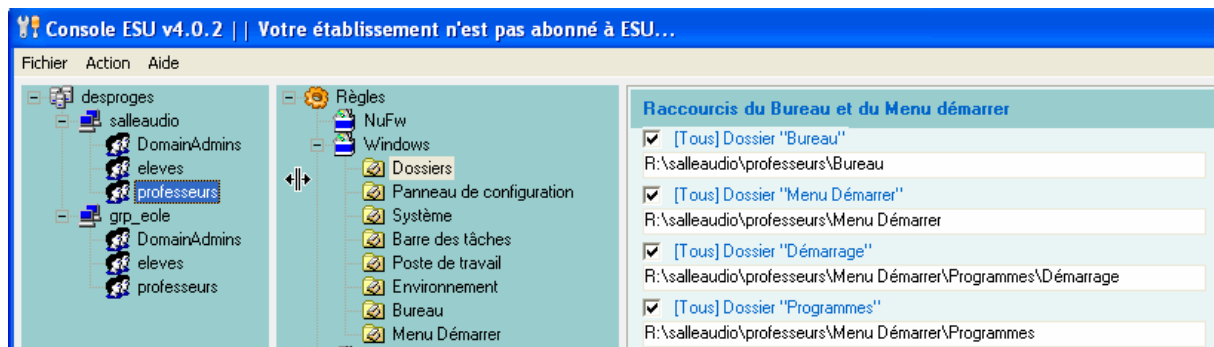 Console ESU v4.0.2 || Votre établissement n'est pas abonné à ESU...
Fichier Action Aide
desproges
salleaudio
DomainAdmins
eleves
professeurs
grp_eole
DomainAdmins
eleves
professeurs
Règles
NuFw
Windows
Dossiers
Panneau de configuration
Système
Barre des tâches
Poste de travail
Environnement
Bureau
Menu Démarrer
Raccourcis du Bureau et du Menu démarrer
[Tous] Dossier "Bureau"
R:\salleaudio\professeurs\Bureau
[Tous] Dossier "Menu Démarrer"
R:\salleaudio\professeurs\Menu Démarrer
[Tous] Dossier "Démarrage"
R:\salleaudio\professeurs\Menu Démarrer\Programmes\Démarrage
[Tous] Dossier "Programmes"
R:\salleaudio\professeurs\Menu Démarrer\Programmes